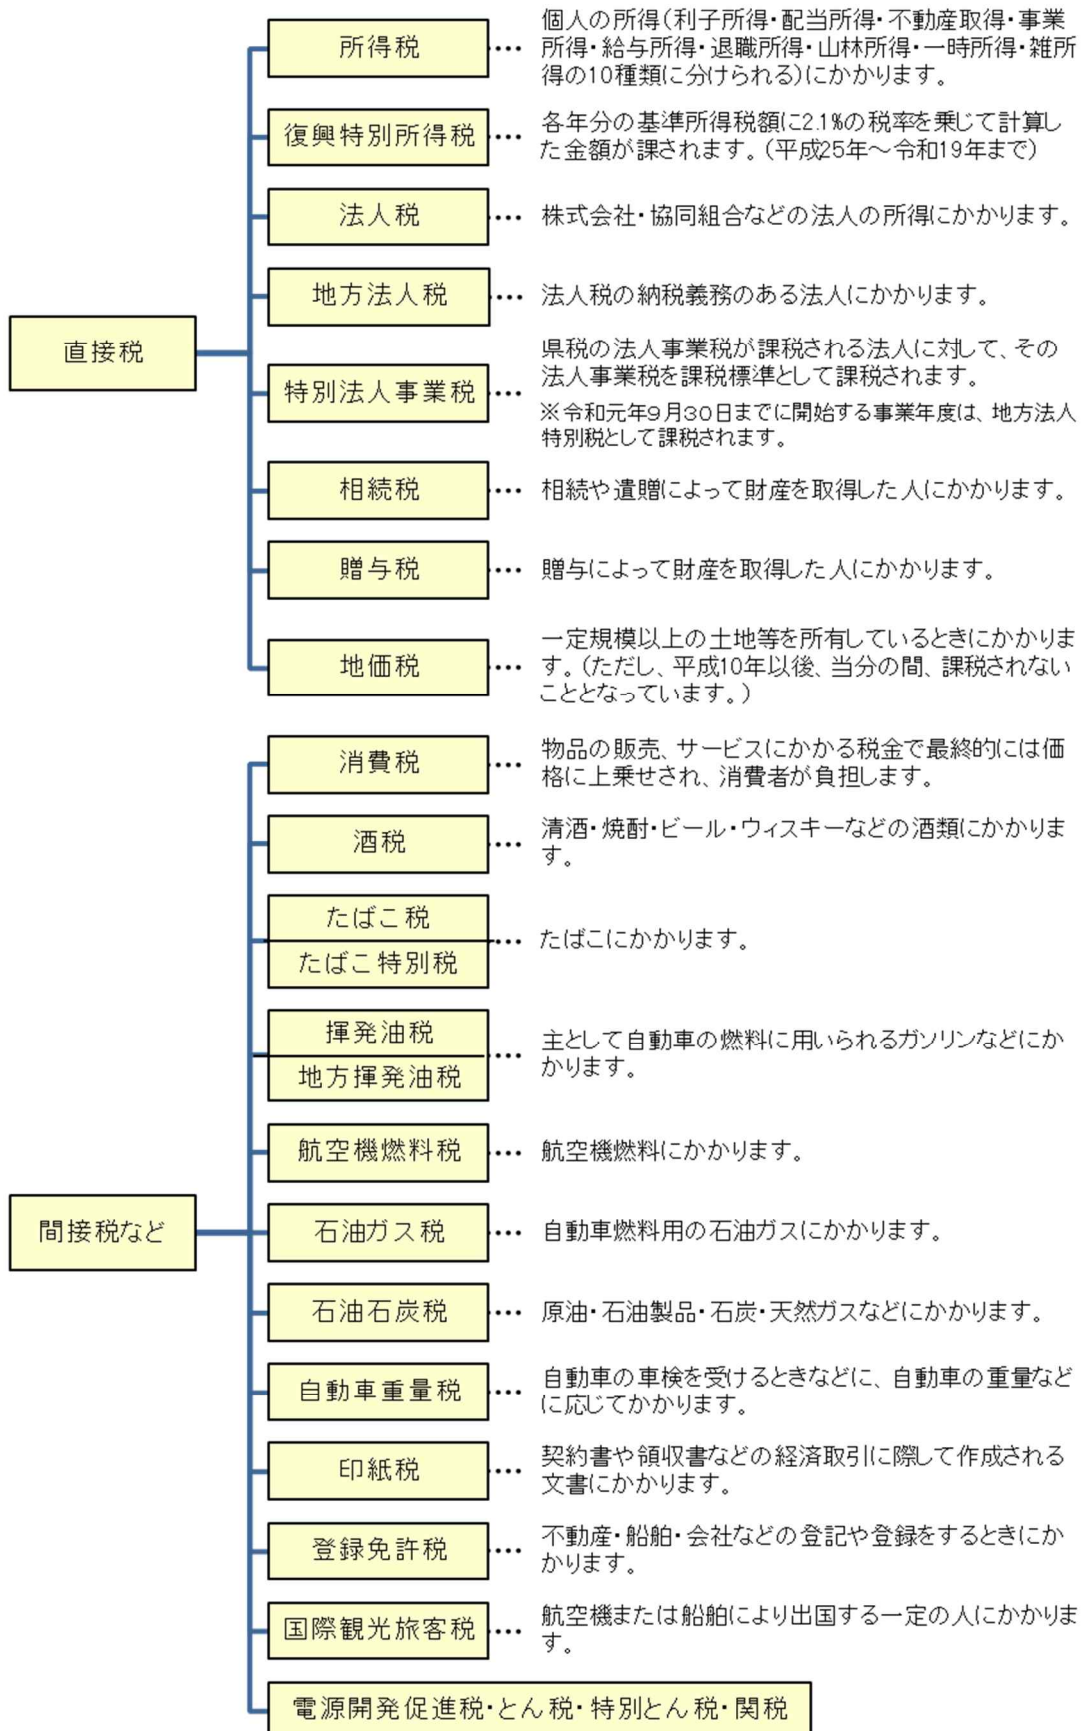 直接税
所得税
‥‥
個人の所得(利子所得・配当所得・不動産取得・事業
所得・給与所得・退職所得・山林所得・一時所得・雑所
得の10種類に分けられる)にかかります。
復興特別所得税
‥‥
各年分の基準所得税額に2.1%の税率を乗じて計算し
た金額が課されます。(平成25年～令和19年まで)
法人税
‥‥
株式会社・協同組合などの法人の所得にかかります。
地方法人税
‥‥
法人税の納税義務のある法人にかかります。
特別法人事業税
‥‥
県税の法人事業税が課税される法人に対して、その
法人事業税を課税標準として課税されます。
※令和元年9月30日までに開始する事業年度は、地方法人
特別税として課税されます。
相続税
‥‥
相続や遺贈によって財産を取得した人にかかります。
贈与税
‥‥
贈与によって財産を取得した人にかかります。
地価税
‥‥
一定規模以上の土地等を所有しているときにかかりま
す。(ただし、平成10年以後、当分の間、課税されない
こととなっています。)
間接税など
消費税
‥‥
物品の販売、サービスにかかる税金で最終的には価
格に上乗せされ、消費者が負担します。
酒税
‥‥
清酒・焼酎・ビール・ウィスキーなどの酒類にかかりま
す。
たばこ税
たばこ特別税
‥‥
たばこにかかります。
揮発油税
地方揮発油税
‥‥
主として自動車の燃料に用いられるガソリンなどにか
かります。
航空機燃料税
‥‥
航空機燃料にかかります。
石油ガス税
‥‥
自動車燃料用の石油ガスにかかります。
石油石炭税
‥‥
原油・石油製品・石炭・天然ガスなどにかかります。
自動車重量税
‥‥
自動車の車検を受けるときなどに、自動車の重量など
に応じてかかります。
印紙税
‥‥
契約書や領収書などの経済取引に際して作成される
文書にかかります。
登録免許税
‥‥
不動産・船舶・会社などの登記や登録をするときにか
かります。
国際観光旅客税
‥‥
航空機または船舶により出国する一定の人にかかりま
す。
電源開発促進税・とん税・特別とん税・関税